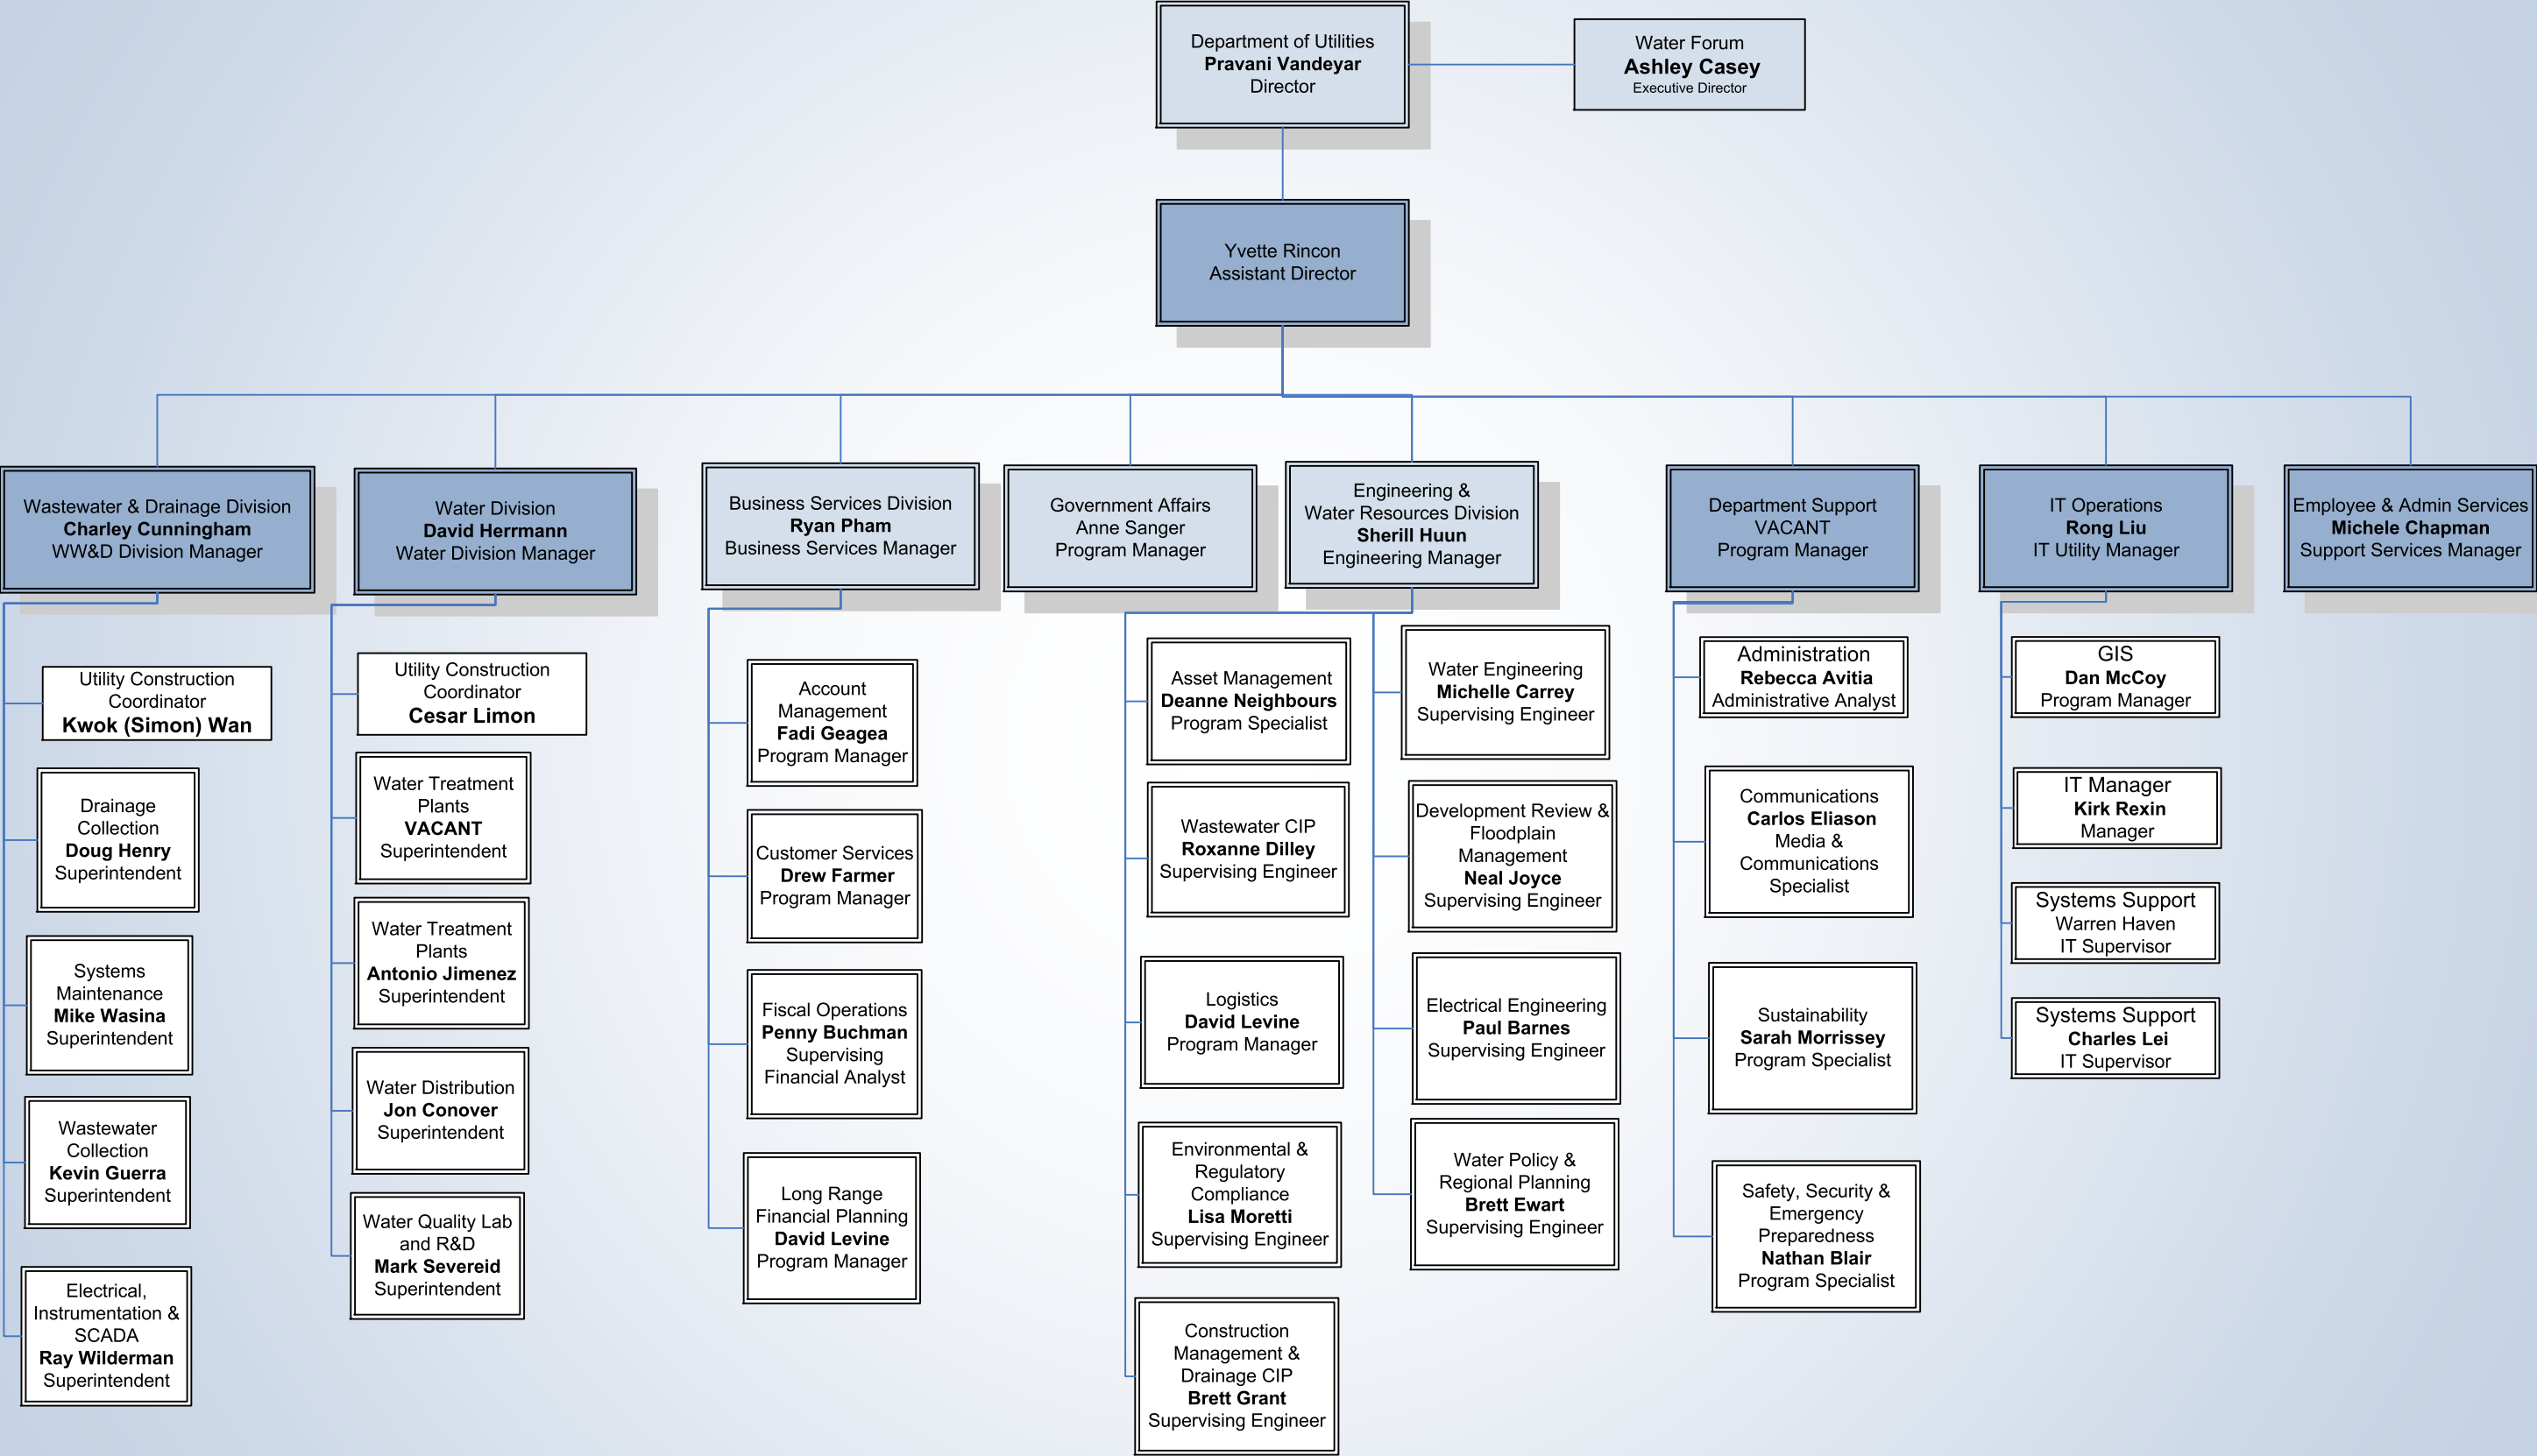 Department of Utilities
Pravani Vandeyar
Director
Water Forum
Ashley Casey
Executive Director
Yvette Rincon
Assistant Director
Wastewater & Drainage Division
Charley Cunningham
WW&D Division Manager
Water Division
David Herrmann
Water Division Manager
Business Services Division
Ryan Pham
Business Services Manager
Government Affairs
Anne Sanger
Program Manager
Engineering &
Water Resources Division
Sherill Huun
Engineering Manager
Department Support
VACANT
Program Manager
IT Operations
Rong Liu
IT Utility Manager
Employee & Admin Services
Michele Chapman
Support Services Manager
Utility Construction
Coordinator
Kwok (Simon) Wan
Drainage
Collection
Doug Henry
Superintendent
Systems
Maintenance
Mike Wasina
Superintendent
Wastewater
Collection
Kevin Guerra
Superintendent
Electrical,
Instrumentation &
SCADA
Ray Wilderman
Superintendent
Utility Construction
Coordinator
Cesar Limon
Water Treatment
Plants
VACANT
Superintendent
Water Treatment
Plants
Antonio Jimenez
Superintendent
Water Distribution
Jon Conover
Superintendent
Water Quality Lab
and R&D
Mark Severeid
Superintendent
Account
Management
Fadi Geagea
Program Manager
Customer Services
Drew Farmer
Program Manager
Fiscal Operations
Penny Buchman
Supervising
Financial Analyst
Long Range
Financial Planning
David Levine
Program Manager
Asset Management
Deanne Neighbours
Program Specialist
Wastewater CIP
Roxanne Dilley
Supervising Engineer
Logistics
David Levine
Program Manager
Environmental &
Regulatory
Compliance
Lisa Moretti
Supervising Engineer
Construction
Management &
Drainage CIP
Brett Grant
Supervising Engineer
Water Engineering
Michelle Carrey
Supervising Engineer
Development Review &
Floodplain
Management
Neal Joyce
Supervising Engineer
Electrical Engineering
Paul Barnes
Supervising Engineer
Water Policy &
Regional Planning
Brett Ewart
Supervising Engineer
Administration
Rebecca Avitia
Administrative Analyst
Communications
Carlos Eliason
Media &
Communications
Specialist
Sustainability
Sarah Morrissey
Program Specialist
Safety, Security &
Emergency
Preparedness
Nathan Blair
Program Specialist
GIS
Dan McCoy
Program Manager
IT Manager
Kirk Rexin
Manager
Systems Support
Warren Haven
IT Supervisor
Systems Support
Charles Lei
IT Supervisor